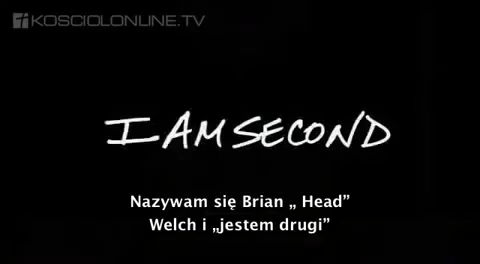 KOSCIOLONLINE.TV
I AM SECOND
Nazywam się Brian „ Head”
Welch i „jestem drugi”